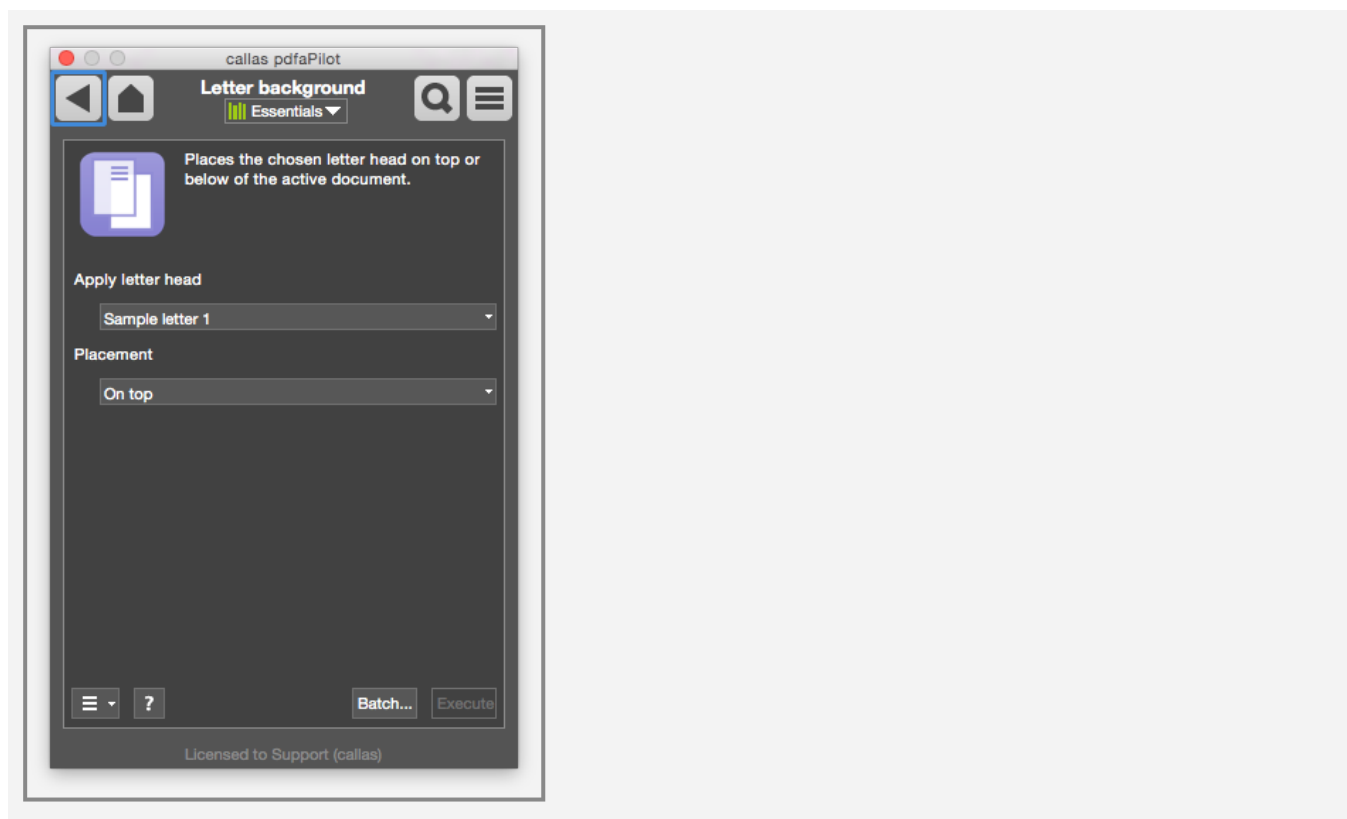 callas pdfaPilot
Letter background
Essentials
Places the chosen letter head on top or
below of the active document.
Apply letter head
Sample letter 1
Placement
On top
?
Batch...
Execute
Licensed to Support (callas)